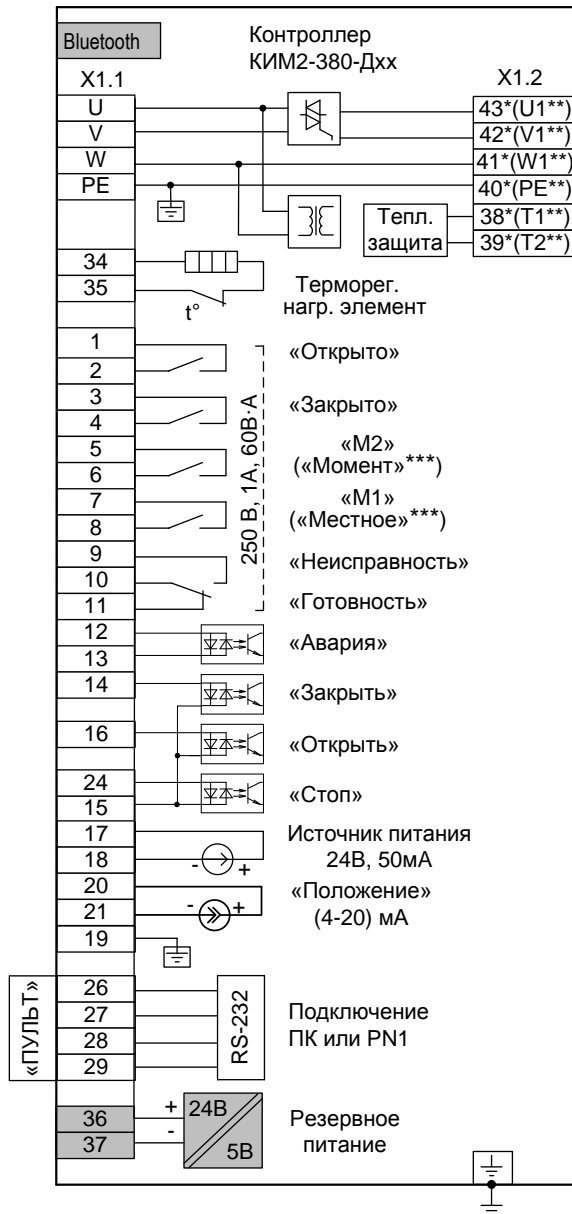 Bluetooth
Контроллер
КИМ2-380-Дхх
X1.1
X1.2
U
43*(U1**)
V
42*(V1**)
W
41*(W1**)
PE
40*(PE**)
Тепл.
защита
38*(T1**)
39*(T2**)
34
35
t°
Терморег.
нагр. элемент
1
2
«Открыто»
3
4
«Закрыто»
5
6
«М2»
(«Момент»***)
7
8
«М1»
(«Местное»***)
250 В, 1А, 60В·А
9
«Неисправность»
10
11
«Готовность»
12
13
«Авария»
14
«Закрыть»
16
«Открыть»
24
15
«Стоп»
17
18
- +
Источник питания
24В, 50мА
20
21
- +
«Положение»
(4-20) мА
19
«ПУЛЬТ»
26
27
28
29
RS-232
Подключение
ПК или PN1
36
37
+
-
24В
5В
Резервное
питание